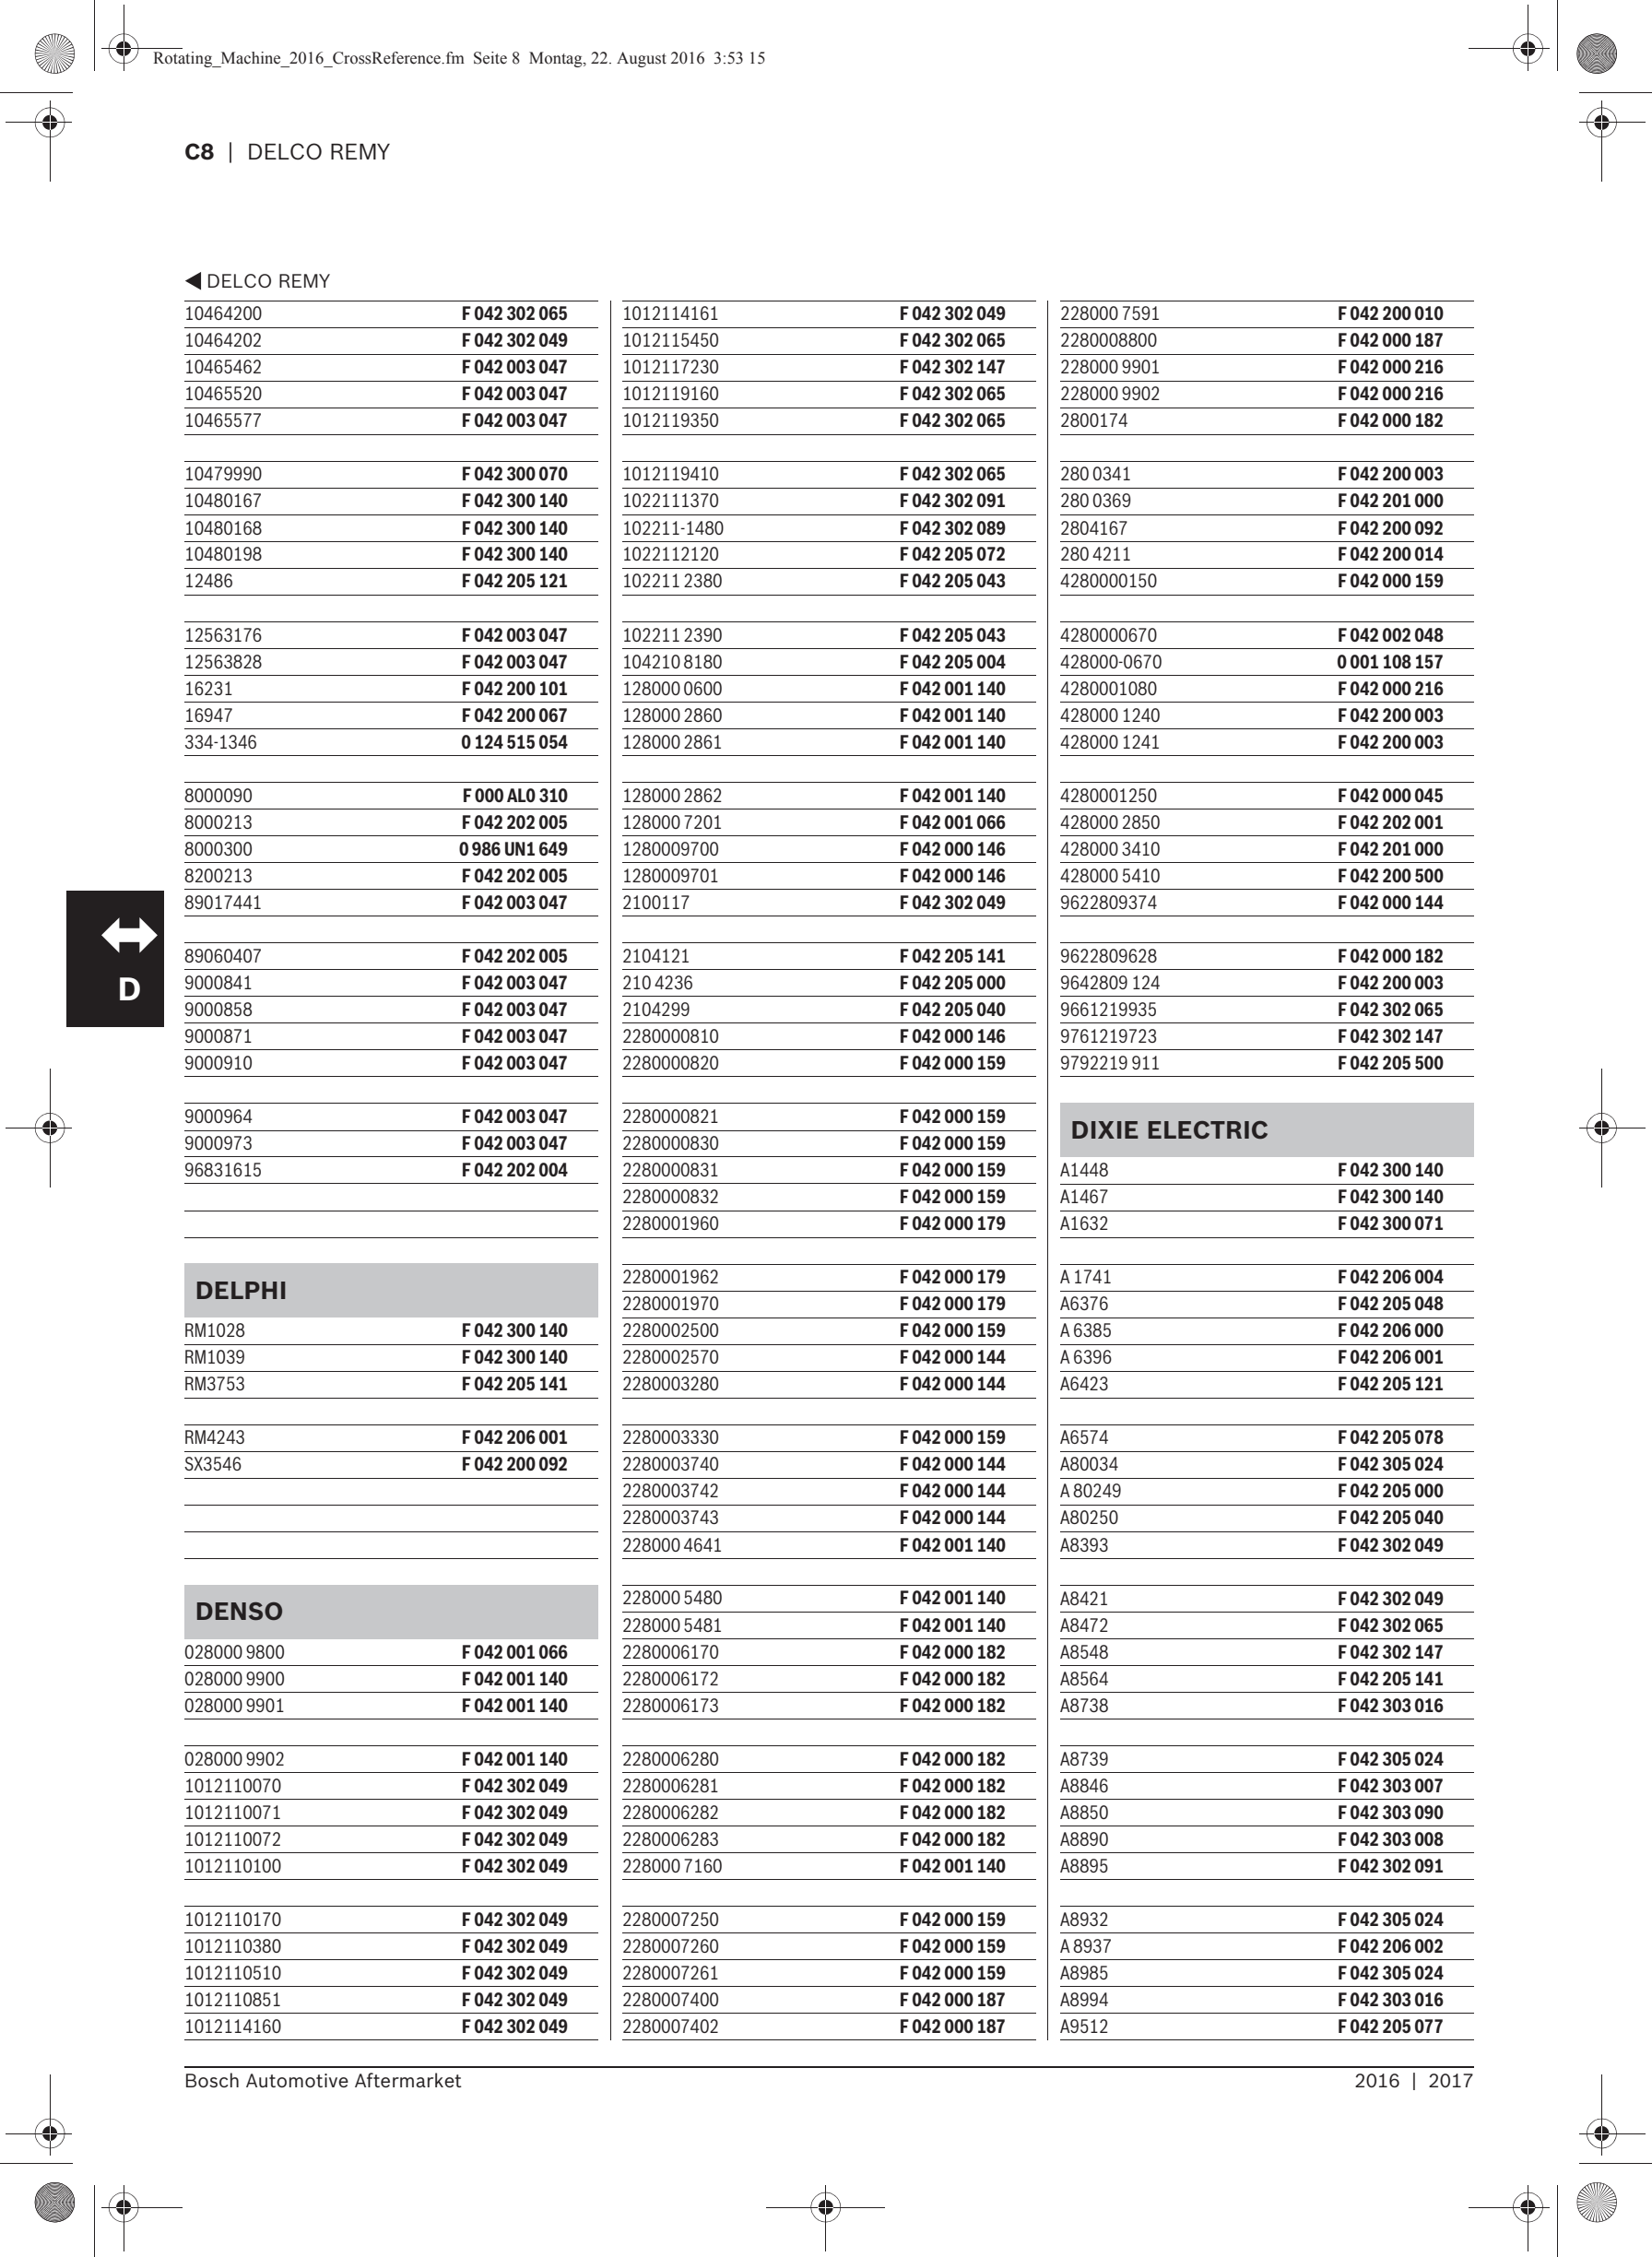 Rotating_Machine_2016_CrossReference.fm Seite 8 Montag, 22. August 2016 3:53 15
C8 | DELCO REMY
◀ DELCO REMY
10464200 F 042 302 065
10464202 F 042 302 049
10465462 F 042 003 047
10465520 F 042 003 047
10465577 F 042 003 047
10479990 F 042 300 070
10480167 F 042 300 140
10480168 F 042 300 140
10480198 F 042 300 140
12486 F 042 205 121
12563176 F 042 003 047
12563828 F 042 003 047
16231 F 042 200 101
16947 F 042 200 067
334-1346 0 124 515 054
8000090 F 000 AL0 310
8000213 F 042 202 005
8000300 0 986 UN1 649
8200213 F 042 202 005
89017441 F 042 003 047
89060407 F 042 202 005
9000841 F 042 003 047
9000858 F 042 003 047
9000871 F 042 003 047
9000910 F 042 003 047
9000964 F 042 003 047
9000973 F 042 003 047
96831615 F 042 202 004
DELPHI
RM1028 F 042 300 140
RM1039 F 042 300 140
RM3753 F 042 205 141
RM4243 F 042 206 001
SX3546 F 042 200 092
DENSO
028000 9800 F 042 001 066
028000 9900 F 042 001 140
028000 9901 F 042 001 140
028000 9902 F 042 001 140
1012110070 F 042 302 049
1012110071 F 042 302 049
1012110072 F 042 302 049
1012110100 F 042 302 049
1012110170 F 042 302 049
1012110380 F 042 302 049
1012110510 F 042 302 049
1012110851 F 042 302 049
1012114160 F 042 302 049
1012114161 F 042 302 049
1012115450 F 042 302 065
1012117230 F 042 302 147
1012119160 F 042 302 065
1012119350 F 042 302 065
1012119410 F 042 302 065
1022111370 F 042 302 091
102211-1480 F 042 302 089
1022112120 F 042 205 072
102211 2380 F 042 205 043
102211 2390 F 042 205 043
104210 8180 F 042 205 004
128000 0600 F 042 001 140
128000 2860 F 042 001 140
128000 2861 F 042 001 140
128000 2862 F 042 001 140
128000 7201 F 042 001 066
1280009700 F 042 000 146
1280009701 F 042 000 146
2100117 F 042 302 049
2104121 F 042 205 141
210 4236 F 042 205 000
2104299 F 042 205 040
2280000810 F 042 000 146
2280000820 F 042 000 159
2280000821 F 042 000 159
2280000830 F 042 000 159
2280000831 F 042 000 159
2280000832 F 042 000 159
2280001960 F 042 000 179
2280001962 F 042 000 179
2280001970 F 042 000 179
2280002500 F 042 000 159
2280002570 F 042 000 144
2280003280 F 042 000 144
2280003330 F 042 000 159
2280003740 F 042 000 144
2280003742 F 042 000 144
2280003743 F 042 000 144
228000 4641 F 042 001 140
228000 5480 F 042 001 140
228000 5481 F 042 001 140
2280006170 F 042 000 182
2280006172 F 042 000 182
2280006173 F 042 000 182
2280006280 F 042 000 182
2280006281 F 042 000 182
2280006282 F 042 000 182
2280006283 F 042 000 182
228000 7160 F 042 001 140
2280007250 F 042 000 159
2280007260 F 042 000 159
2280007261 F 042 000 159
2280007400 F 042 000 187
2280007402 F 042 000 187
228000 7591 F 042 200 010
2280008800 F 042 000 187
228000 9901 F 042 000 216
228000 9902 F 042 000 216
2800174 F 042 000 182
280 0341 F 042 200 003
280 0369 F 042 201 000
2804167 F 042 200 092
280 4211 F 042 200 014
4280000150 F 042 000 159
4280000670 F 042 002 048
428000-0670 0 001 108 157
4280001080 F 042 000 216
428000 1240 F 042 200 003
428000 1241 F 042 200 003
4280001250 F 042 000 045
428000 2850 F 042 202 001
428000 3410 F 042 201 000
428000 5410 F 042 200 500
9622809374 F 042 000 144
9622809628 F 042 000 182
9642809 124 F 042 200 003
9661219935 F 042 302 065
9761219723 F 042 302 147
9792219 911 F 042 205 500
DIXIE ELECTRIC
A1448 F 042 300 140
A1467 F 042 300 140
A1632 F 042 300 071
A 1741 F 042 206 004
A6376 F 042 205 048
A 6385 F 042 206 000
A 6396 F 042 206 001
A6423 F 042 205 121
A6574 F 042 205 078
A80034 F 042 305 024
A 80249 F 042 205 000
A80250 F 042 205 040
A8393 F 042 302 049
A8421 F 042 302 049
A8472 F 042 302 065
A8548 F 042 302 147
A8564 F 042 205 141
A8738 F 042 303 016
A8739 F 042 305 024
A8846 F 042 303 007
A8850 F 042 303 090
A8890 F 042 303 008
A8895 F 042 302 091
A8932 F 042 305 024
A 8937 F 042 206 002
A8985 F 042 305 024
A8994 F 042 303 016
A9512 F 042 205 077
D
Bosch Automotive Aftermarket 2016 | 2017